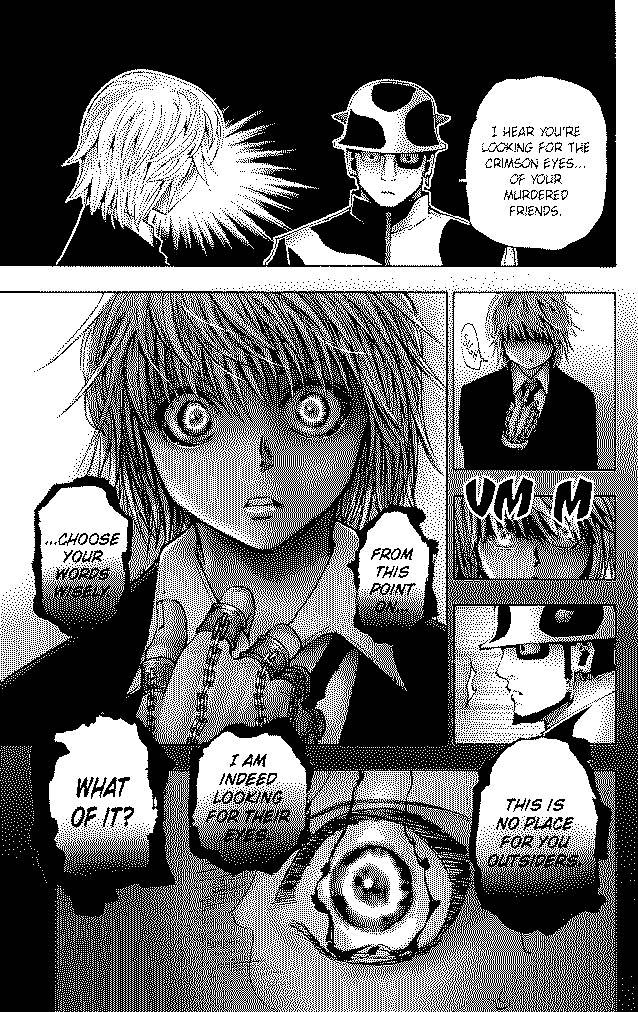 I HEAR YOU'RE
LOOKING FOR THE
CRIMSON EYES...
OF YOUR
MURDERED
FRIENDS.
VM M
FROM
THIS
POINT
ON...
...CHOOSE
YOUR
WORDS
WISELY.
THIS IS
NO PLACE
FOR YOU
OUTSIDERS.
I AM
INDEED
LOOKING
FOR THEIR
EYES.
WHAT
OF IT?